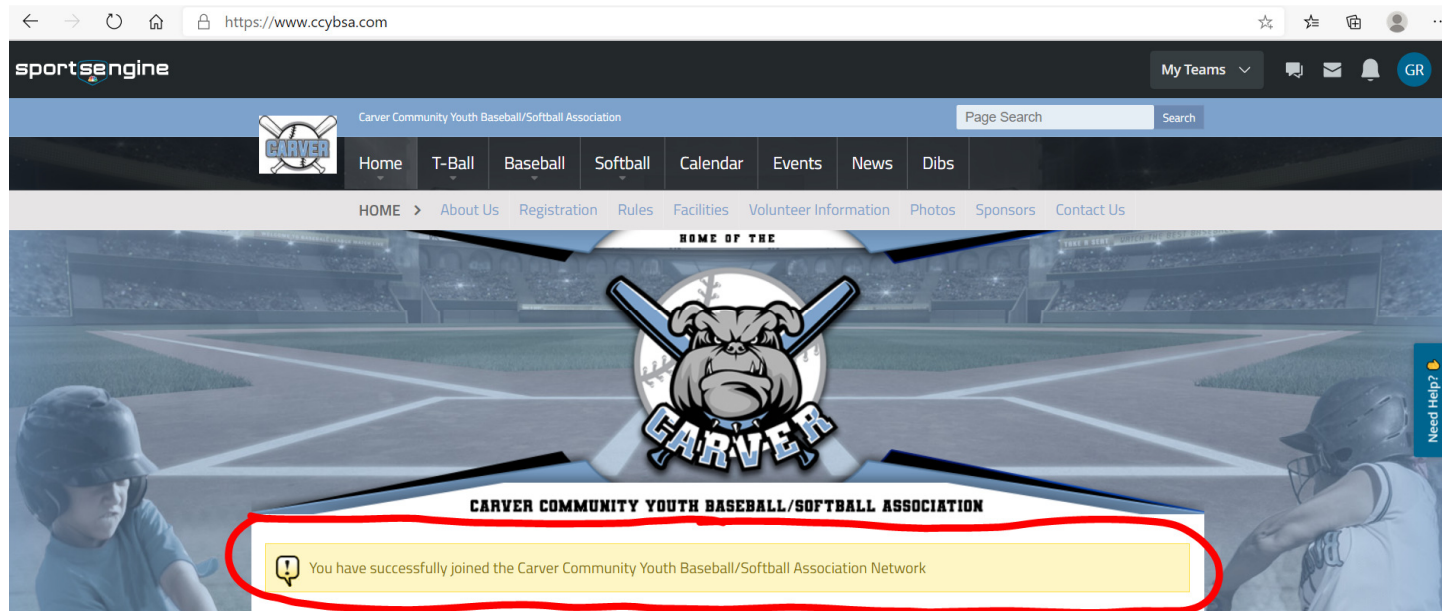 https://www.ccybsa.com
sportsengine
My Teams
GR
Carver Community Youth Baseball/Softball Association
Page Search
Search
CARVER
Home
T-Ball
Baseball
Softball
Calendar
Events
News
Dibs
HOME > About Us Registration Rules Facilities Volunteer Information Photos Sponsors Contact Us
HOME OF THE
CARVER
Need Help?
CARVER COMMUNITY YOUTH BASEBALL/SOFTBALL ASSOCIATION
You have successfully joined the Carver Community Youth Baseball/Softball Association Network